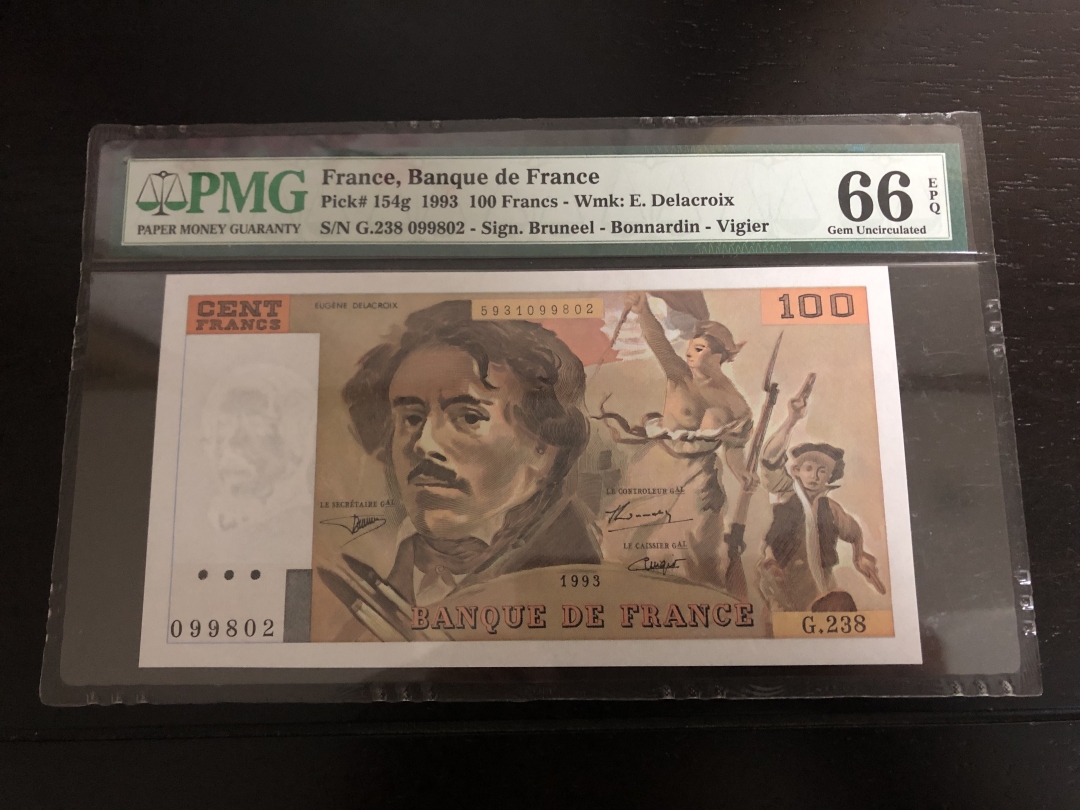 PMG
PAPER MONEY GUARANTY
France, Banque de France
Pick# 154g 1993 100 Francs - Wmk: E. Delacroix
S/N G.238 099802 - Sign. Bruneel - Bonnardin - Vigier
66
EPQ
Gem Uncirculated
CENT
FRANCS
EUGÈNE DELACROIX
5931099802
100
LE SECRÉTAIRE GAL
LE CONTROLEUR GAL
LE CAISSIER GAL
1993
BANQUE DE FRANCE
099802
G.238